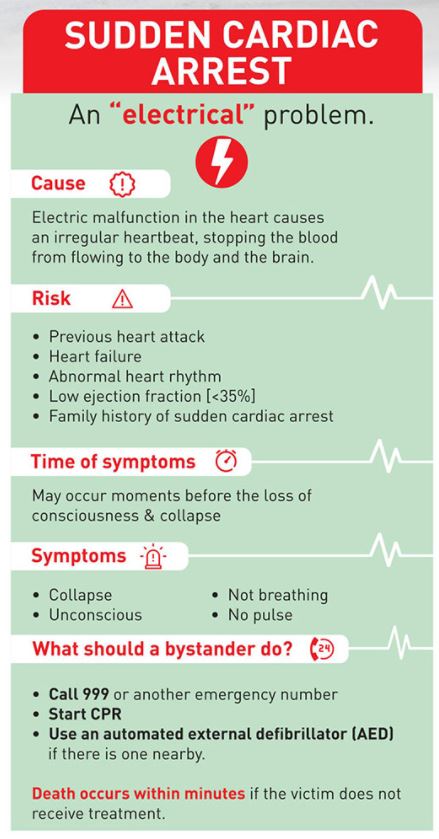 SUDDEN CARDIAC
ARREST
An “electrical” problem.
Cause
Electric malfunction in the heart causes
an irregular heartbeat, stopping the blood
from flowing to the body and the brain.
Risk
• Previous heart attack
• Heart failure
• Abnormal heart rhythm
• Low ejection fraction [<35%]
• Family history of sudden cardiac arrest
Time of symptoms
May occur moments before the loss of
consciousness & collapse
Symptoms
• Collapse
• Unconscious
• Not breathing
• No pulse
What should a bystander do? 24
• Call 999 or another emergency number
• Start CPR
• Use an automated external defibrillator (AED)
if there is one nearby.
Death occurs within minutes if the victim does not
receive treatment.